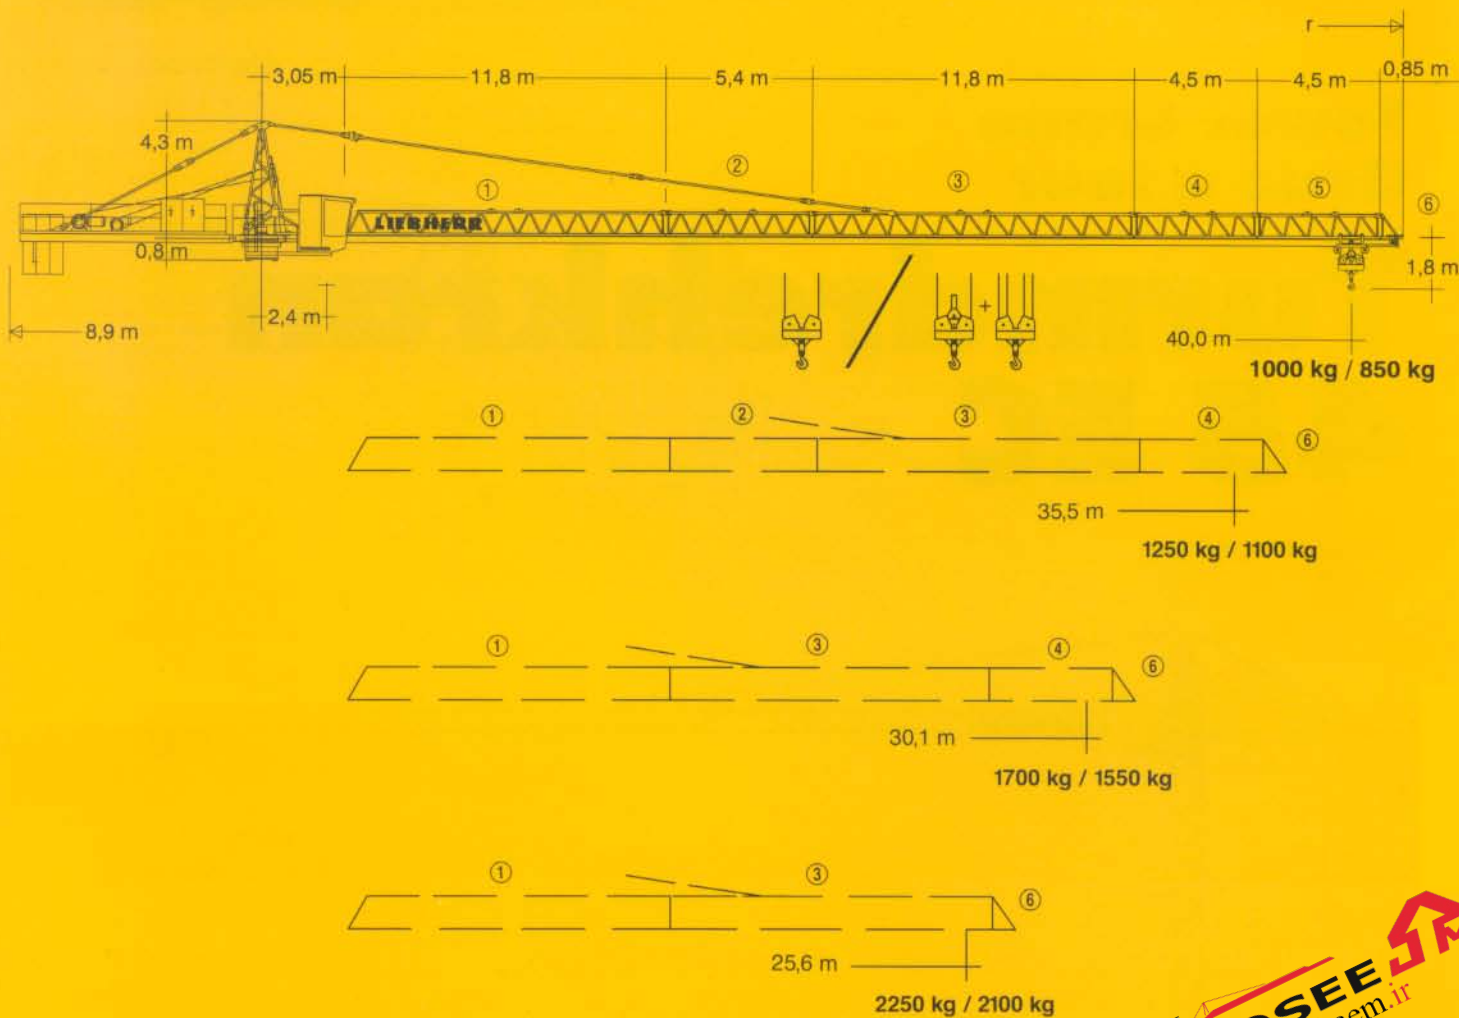 r
3,05 m 11,8 m 5,4 m 11,8 m 4,5 m 4,5 m 0,85 m
4,3 m
① ② ③ ④ ⑤ ⑥
LIEBHERR
0,8 m
1,8 m
2,4 m
+
8,9 m
40,0 m
1000 kg / 850 kg
① ② ③ ④ ⑥
35,5 m
1250 kg / 1100 kg
① ③ ④ ⑥
30,1 m
1700 kg / 1550 kg
① ③ ⑥
25,6 m
2250 kg / 2100 kg